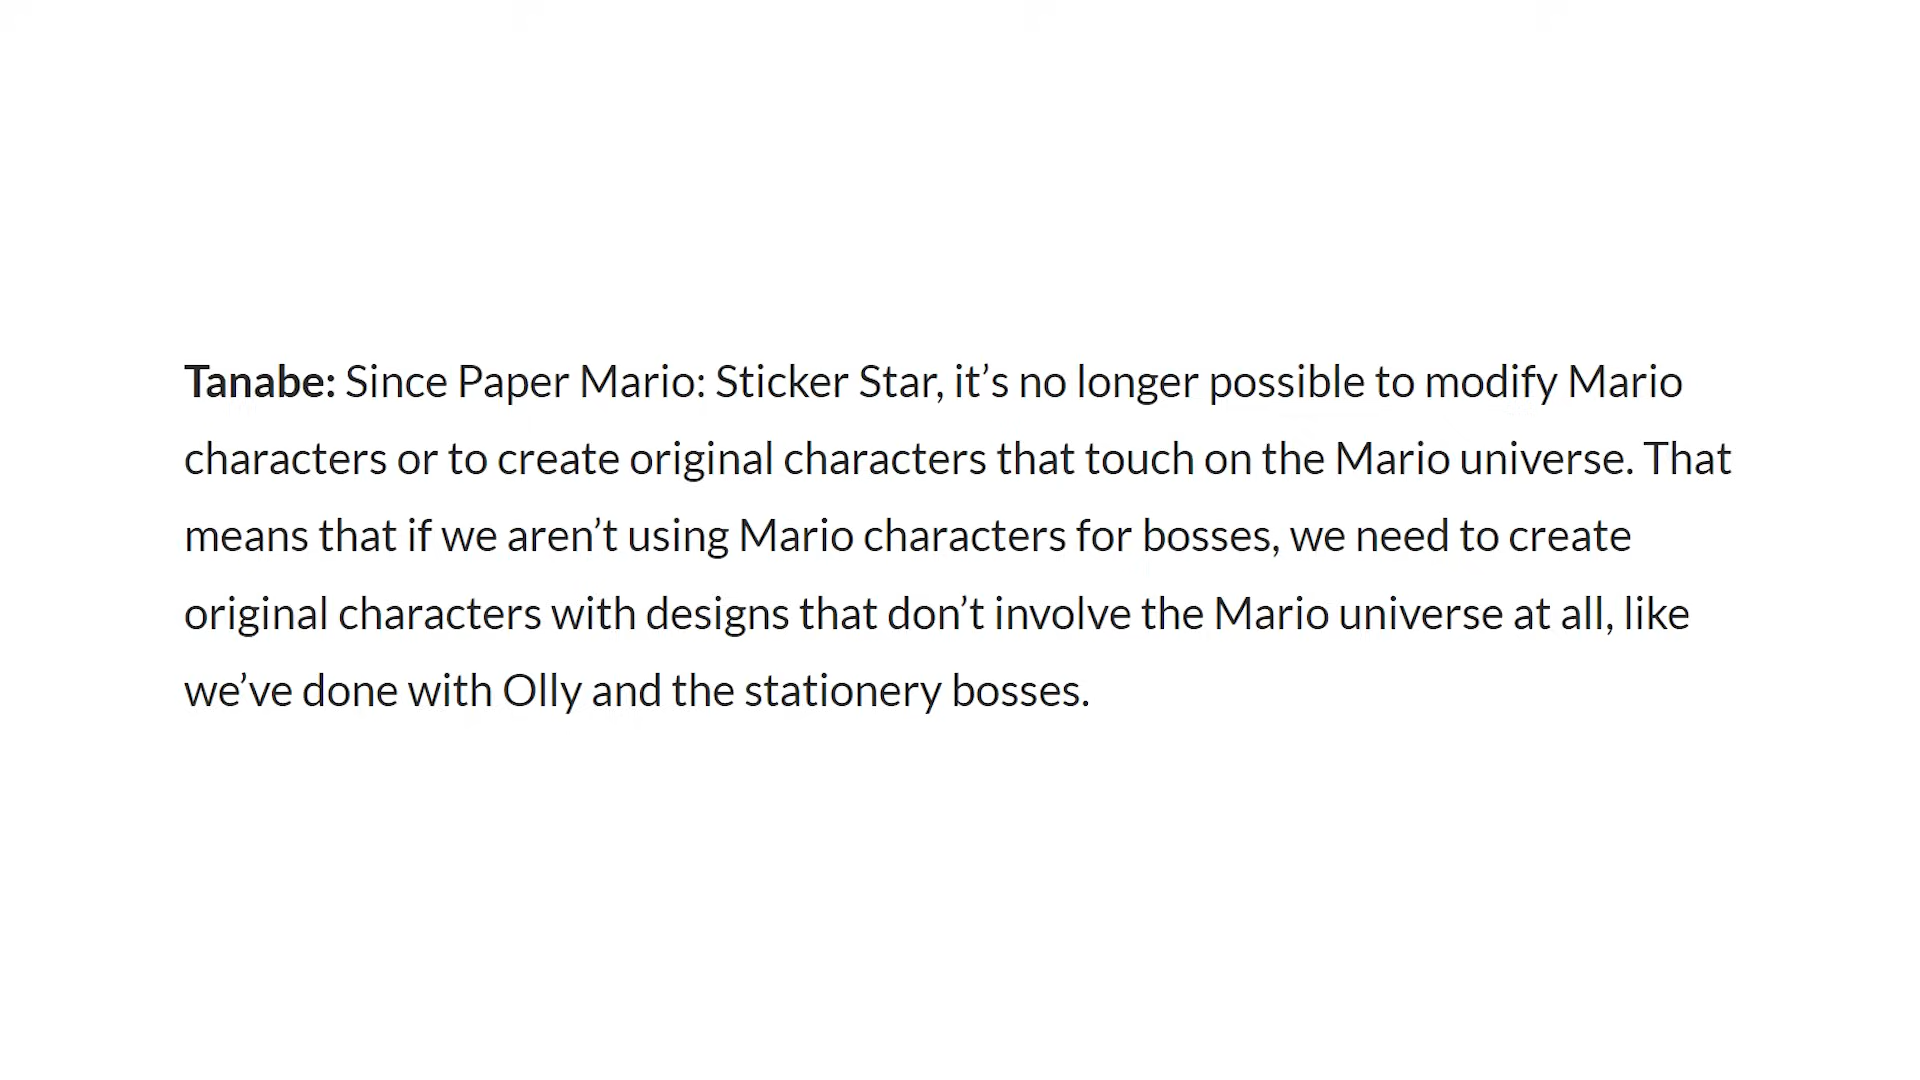 Tanabe: Since Paper Mario: Sticker Star, it’s no longer possible to modify Mario
characters or to create original characters that touch on the Mario universe. That
means that if we aren’t using Mario characters for bosses, we need to create
original characters with designs that don’t involve the Mario universe at all, like
we’ve done with Olly and the stationery bosses.